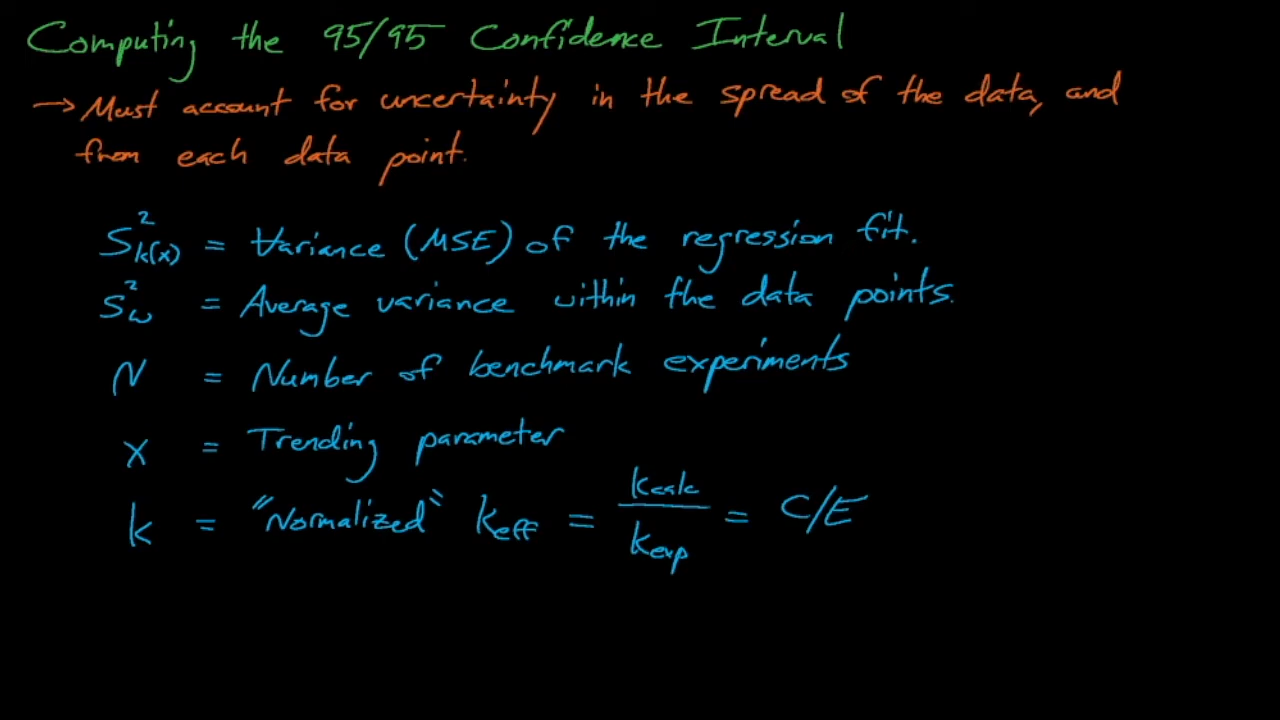 Computing the 95/95 Confidence Interval
→ Must account for uncertainty in the spread of the data, and
from each data point.
S²k(x) = Variance (MSE) of the regression fit.
S²w = Average variance within the data points.
N = Number of benchmark experiments
x = Trending parameter
k = "Normalized" keff = kcalc/kexp = C/E